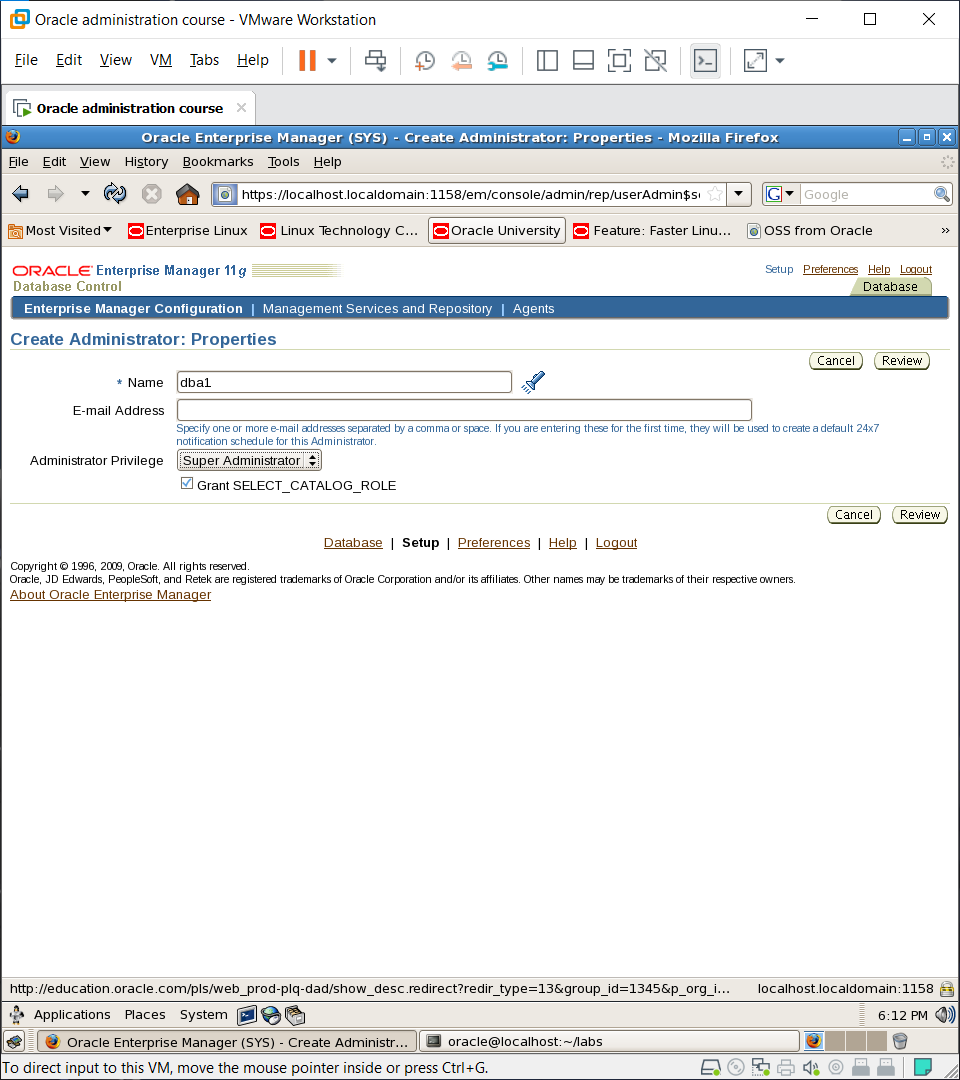 Oracle administration course - VMware Workstation
File Edit View VM Tabs Help
Oracle administration course
Oracle Enterprise Manager (SYS) - Create Administrator: Properties - Mozilla Firefox
File Edit View History Bookmarks Tools Help
https://localhost.localdomain:1158/em/console/admin/rep/userAdmin$s
G Google
Most Visited Enterprise Linux Linux Technology C... Oracle University Feature: Faster Linu... OSS from Oracle »
ORACLE Enterprise Manager 11g
Database Control
Setup Preferences Help Logout
Database
Enterprise Manager Configuration | Management Services and Repository | Agents
Create Administrator: Properties
Cancel Review
* Name dba1
E-mail Address
Specify one or more e-mail addresses separated by a comma or space. If you are entering these for the first time, they will be used to create a default 24x7
notification schedule for this Administrator.
Administrator Privilege Super Administrator
Grant SELECT_CATALOG_ROLE
Cancel Review
Database | Setup | Preferences | Help | Logout
Copyright © 1996, 2009, Oracle. All rights reserved.
Oracle, JD Edwards, PeopleSoft, and Retek are registered trademarks of Oracle Corporation and/or its affiliates. Other names may be trademarks of their respective owners.
About Oracle Enterprise Manager
http://education.oracle.com/pls/web_prod-plq-dad/show_desc.redirect?redir_type=13&group_id=1345&p_org_i... localhost.localdomain:1158
Applications Places System 6:12 PM
Oracle Enterprise Manager (SYS) - Create Administr... oracle@localhost:~/labs
To direct input to this VM, move the mouse pointer inside or press Ctrl+G.